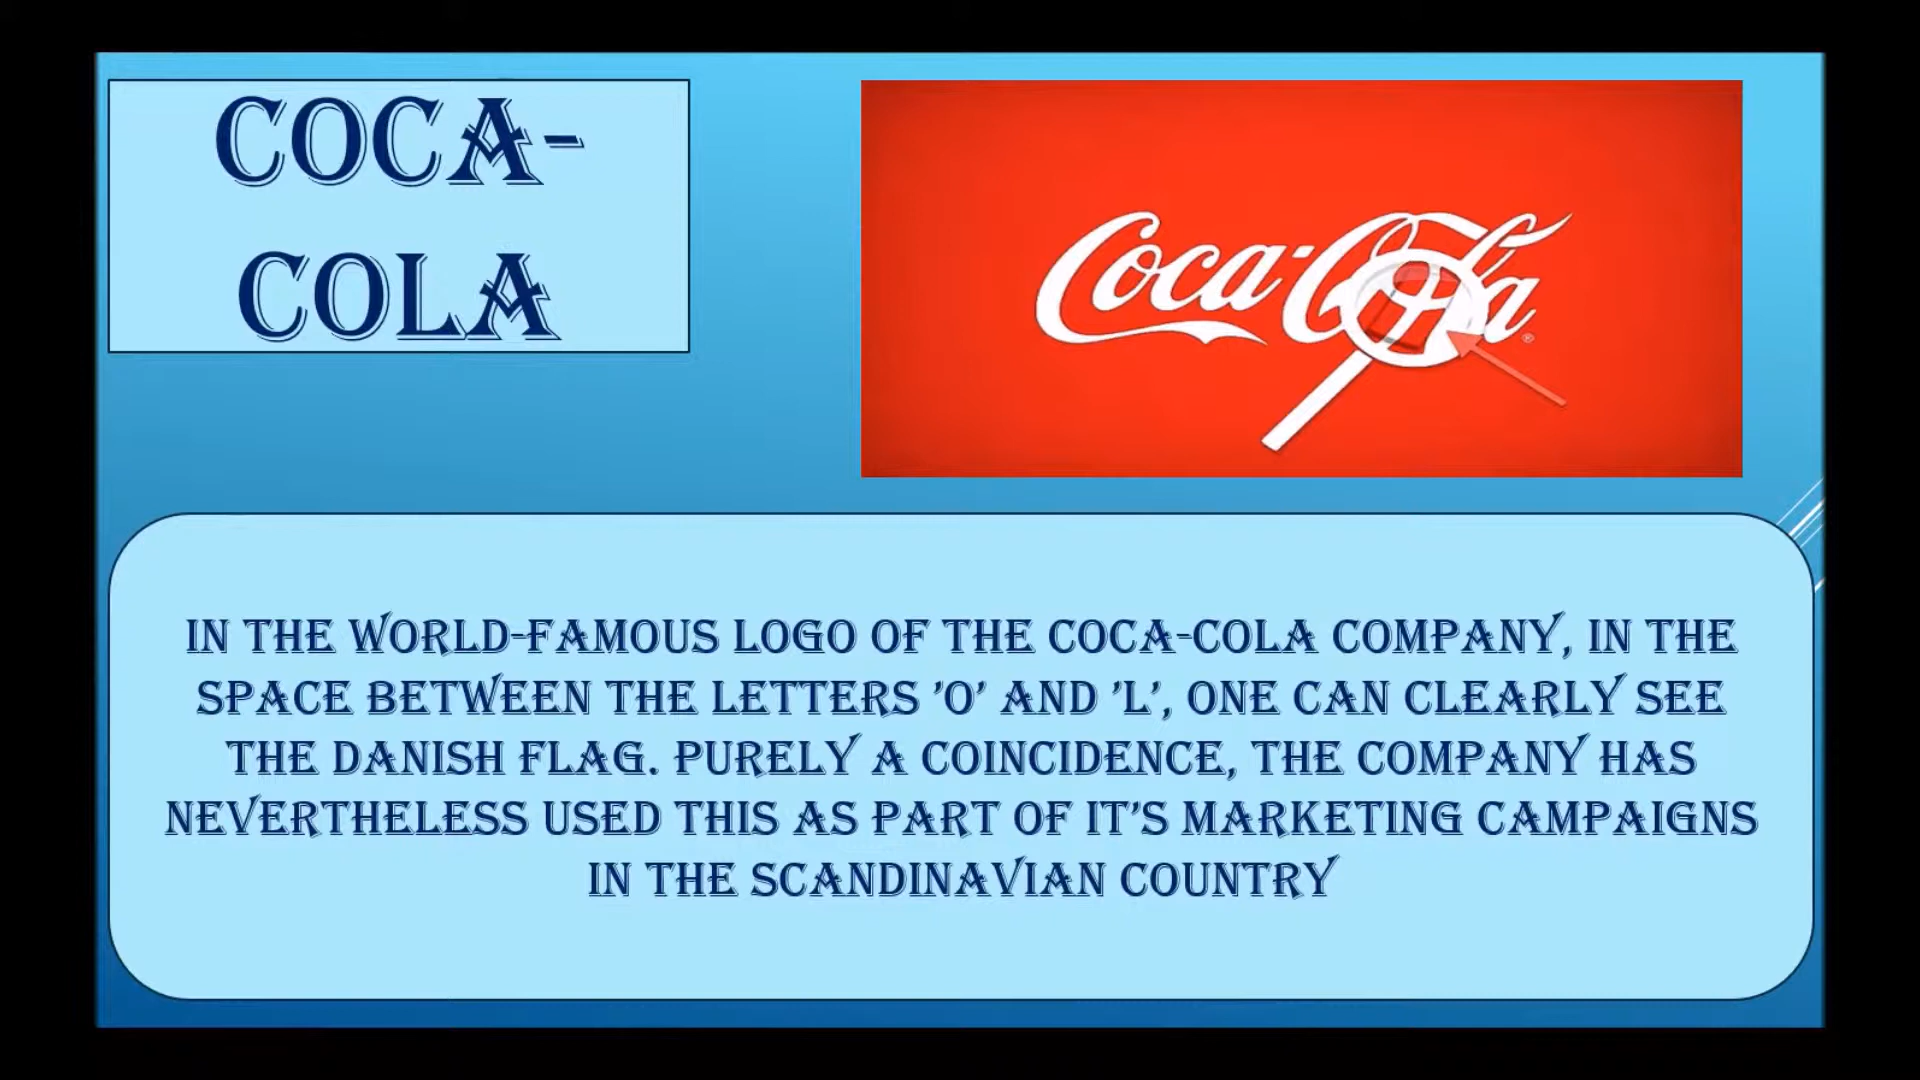 COCA-
COLA
Coca-Cola
®
IN THE WORLD-FAMOUS LOGO OF THE COCA-COLA COMPANY, IN THE
SPACE BETWEEN THE LETTERS 'O' AND 'L', ONE CAN CLEARLY SEE
THE DANISH FLAG. PURELY A COINCIDENCE, THE COMPANY HAS
NEVERTHELESS USED THIS AS PART OF IT'S MARKETING CAMPAIGNS
IN THE SCANDINAVIAN COUNTRY